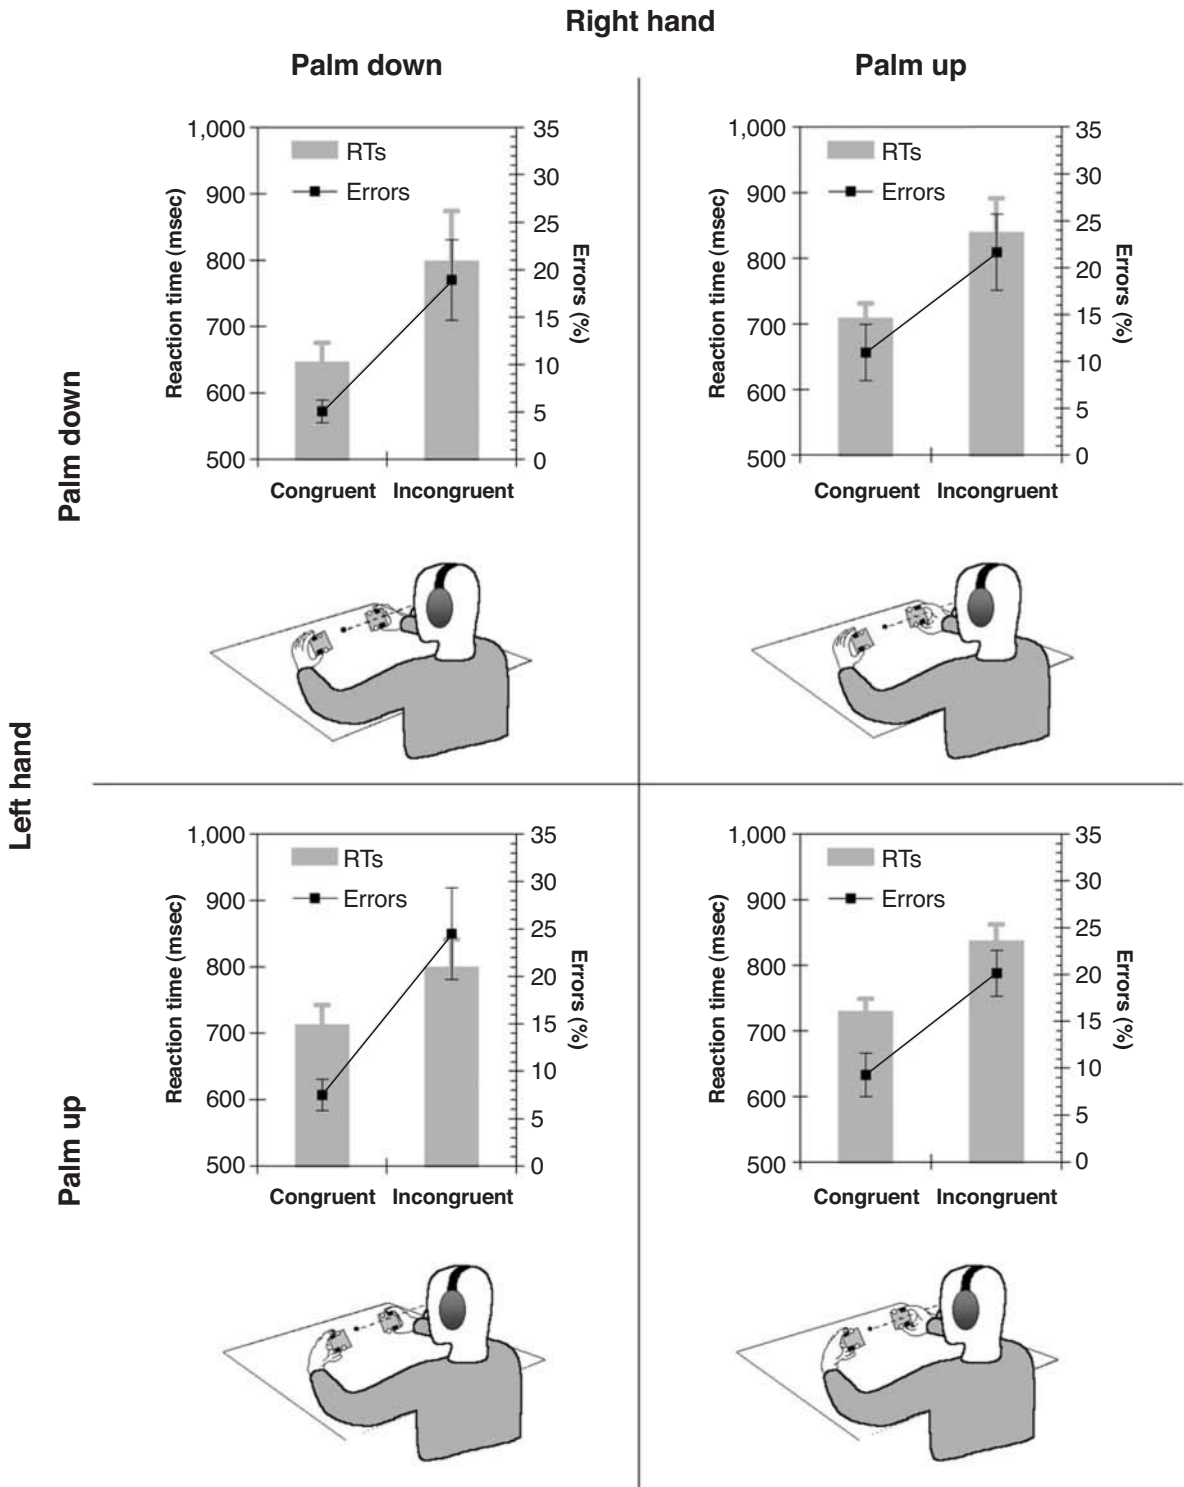 Right hand
Palm down
Palm up
Left hand
Palm down
Palm up
1,000
900
800
700
600
500
Reaction time (msec)
RTs
Errors
35
30
25
20
15
10
5
0
Errors (%)
Congruent Incongruent
1,000
900
800
700
600
500
Reaction time (msec)
RTs
Errors
35
30
25
20
15
10
5
0
Errors (%)
Congruent Incongruent
1,000
900
800
700
600
500
Reaction time (msec)
RTs
Errors
35
30
25
20
15
10
5
0
Errors (%)
Congruent Incongruent
1,000
900
800
700
600
500
Reaction time (msec)
RTs
Errors
35
30
25
20
15
10
5
0
Errors (%)
Congruent Incongruent